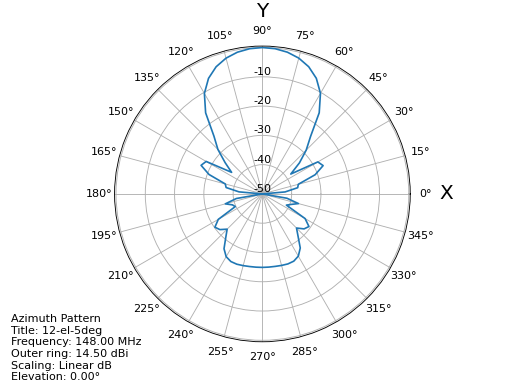 Y
105° 90° 75°
120° 60°
135° 45°
150° 30°
165° 15°
180° 0° X
195° 345°
210° 330°
225° 315°
240° 300°
255° 270° 285°
-10
-20
-30
-40
-50
Azimuth Pattern
Title: 12-el-5deg
Frequency: 148.00 MHz
Outer ring: 14.50 dBi
Scaling: Linear dB
Elevation: 0.00°